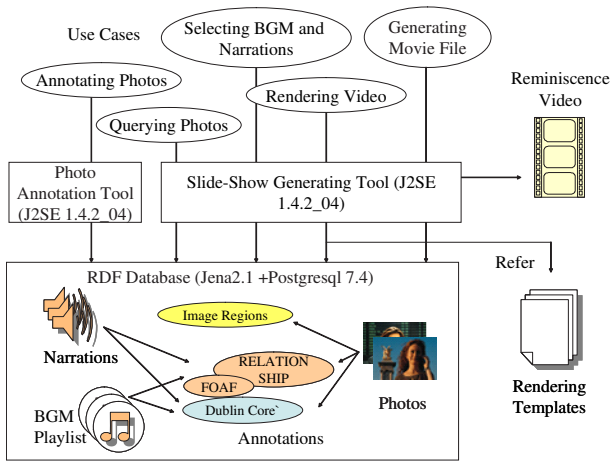 Use Cases
Selecting BGM and
Narrations
Generating
Movie File
Annotating Photos
Rendering Video
Querying Photos
Reminiscence
Video
Photo
Annotation Tool
(J2SE 1.4.2_04)
Slide-Show Generating Tool (J2SE
1.4.2_04)
RDF Database (Jena2.1 +Postgresql 7.4)
Refer
Image Regions
Narrations
RELATION
SHIP
FOAF
Dublin Core`
Photos
BGM
Playlist
Annotations
Rendering
Templates